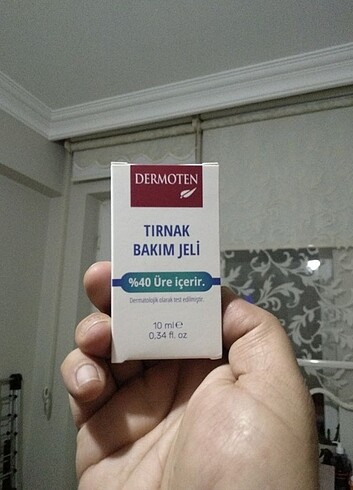 DERMOTEN
TIRNAK
BAKIM JELİ
%40 Üre içerir.
Dermatolojik olarak test edilmiştir.
10 ml ℮
0.34 fl. oz